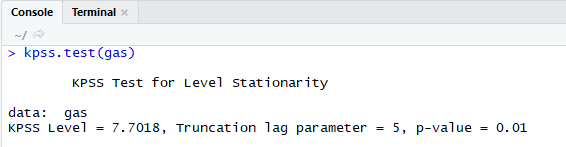 Console Terminal ×
~/
> kpss.test(gas)
KPSS Test for Level Stationarity
data: gas
KPSS Level = 7.7018, Truncation lag parameter = 5, p-value = 0.01